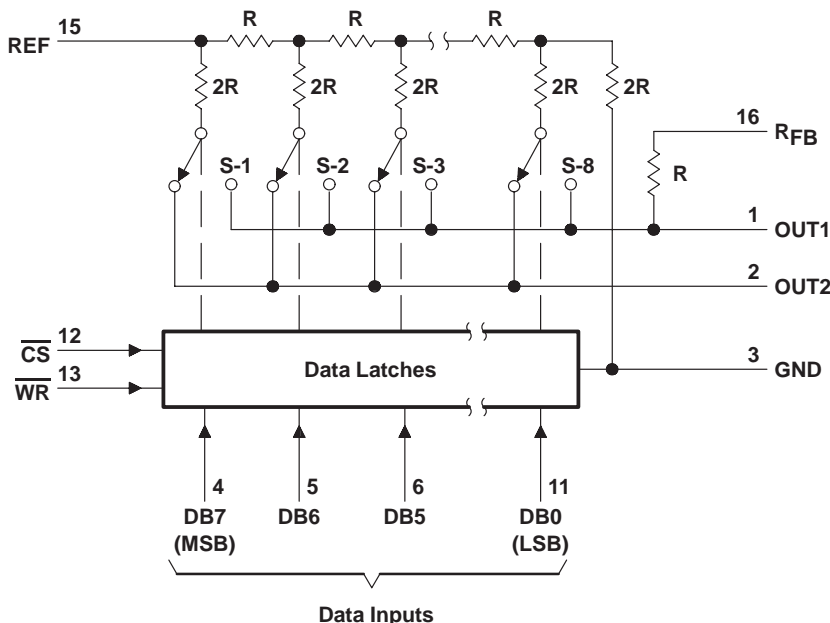 R R R
15
REF
2R 2R 2R 2R 2R
16
RFB
S-1 S-2 S-3 S-8
R
1
OUT1
2
OUT2
12
CS
13
WR
Data Latches
3
GND
4 5 6 11
DB7 DB6 DB5 DB0
(MSB) (LSB)
Data Inputs